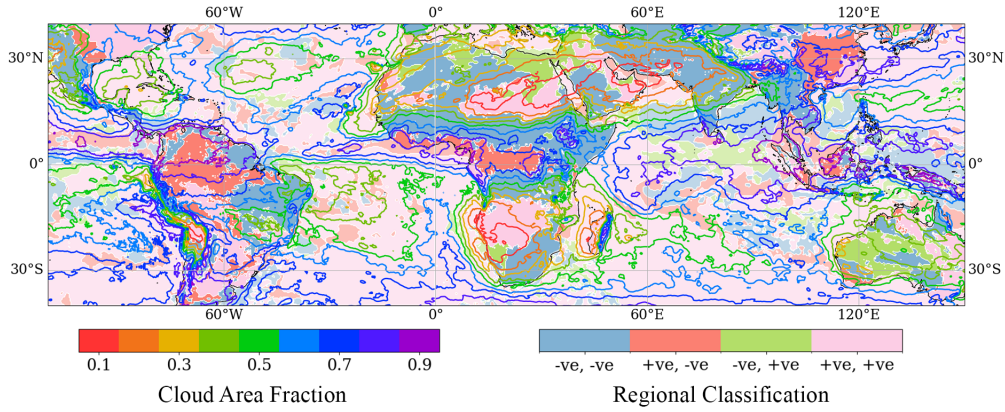 60°W 0° 60°E 120°E
30°N 30°N
0° 0°
30°S 30°S
60°W 0° 60°E 120°E
0.1 0.3 0.5 0.7 0.9 -ve, -ve +ve, -ve -ve, +ve +ve, +ve
Cloud Area Fraction Regional Classification